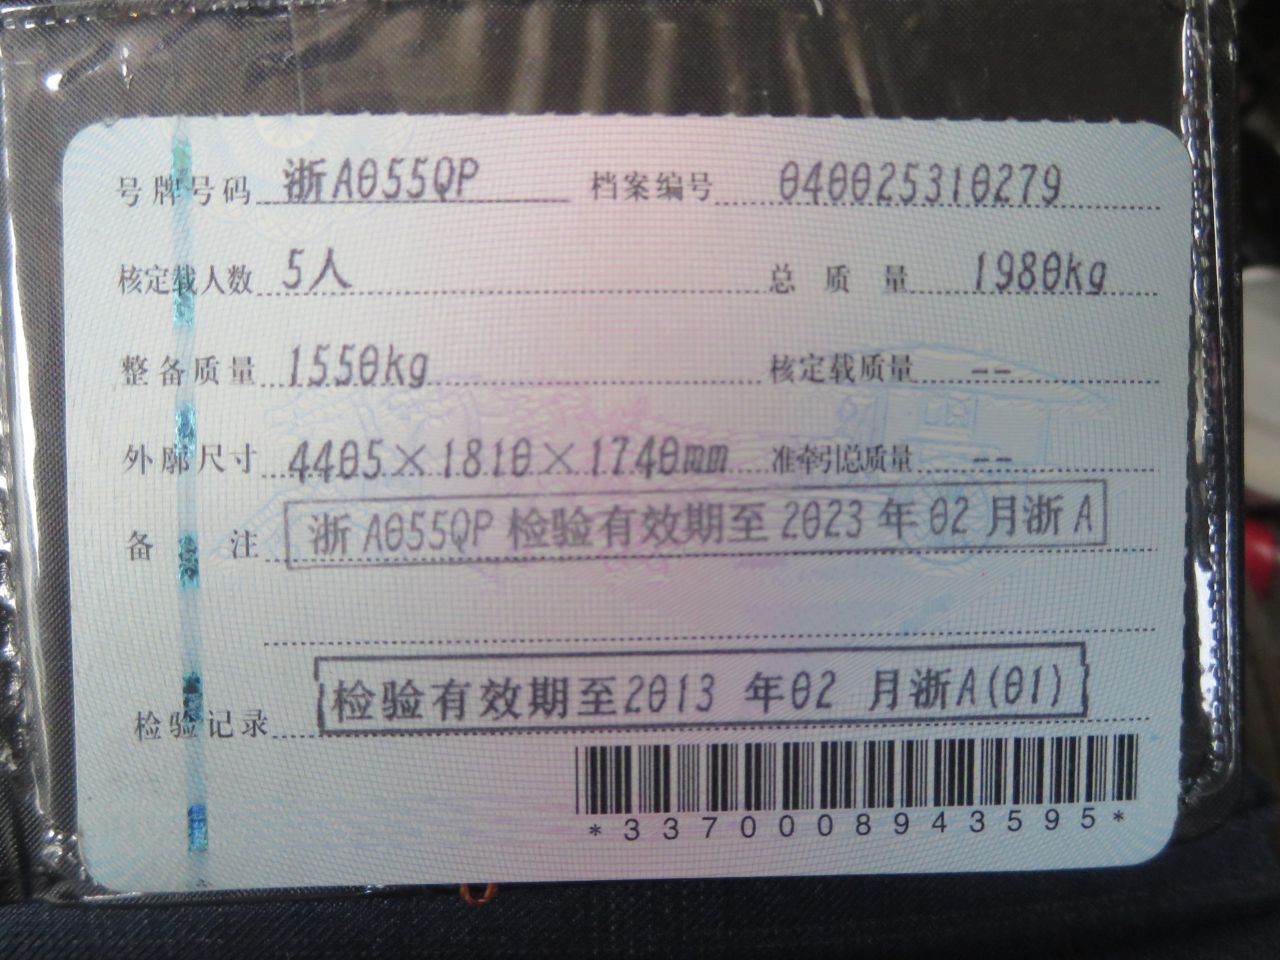 号牌号码 浙A055QP 档案编号 040025310279
核定载人数 5人 总质量 1980kg
整备质量 1550kg 核定载质量 --
外廓尺寸 4405×1810×1740mm 准牵引总质量 --
备注 浙A055QP检验有效期至2023年02月浙A
检验记录 检验有效期至2013年02月浙A(01)
*3370008943595*